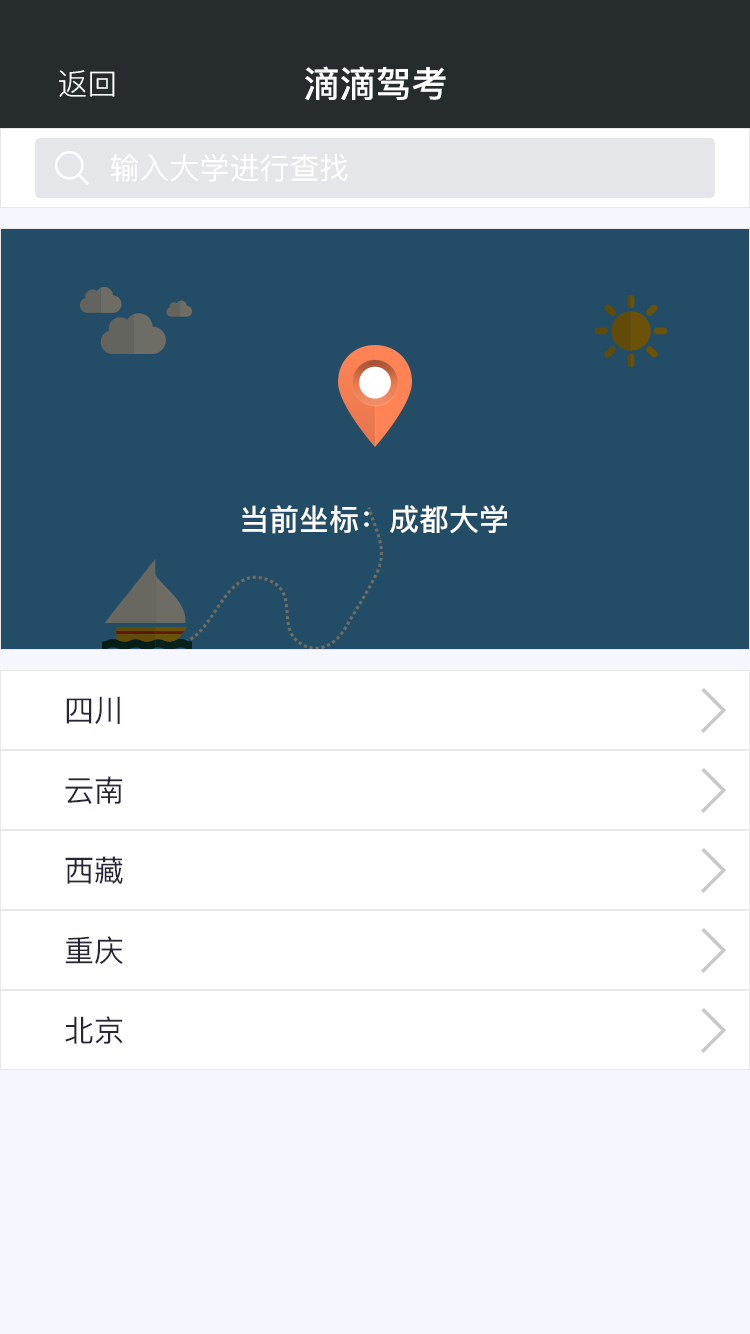 返回 滴滴驾考
输入大学进行查找
当前坐标：成都大学
四川
云南
西藏
重庆
北京